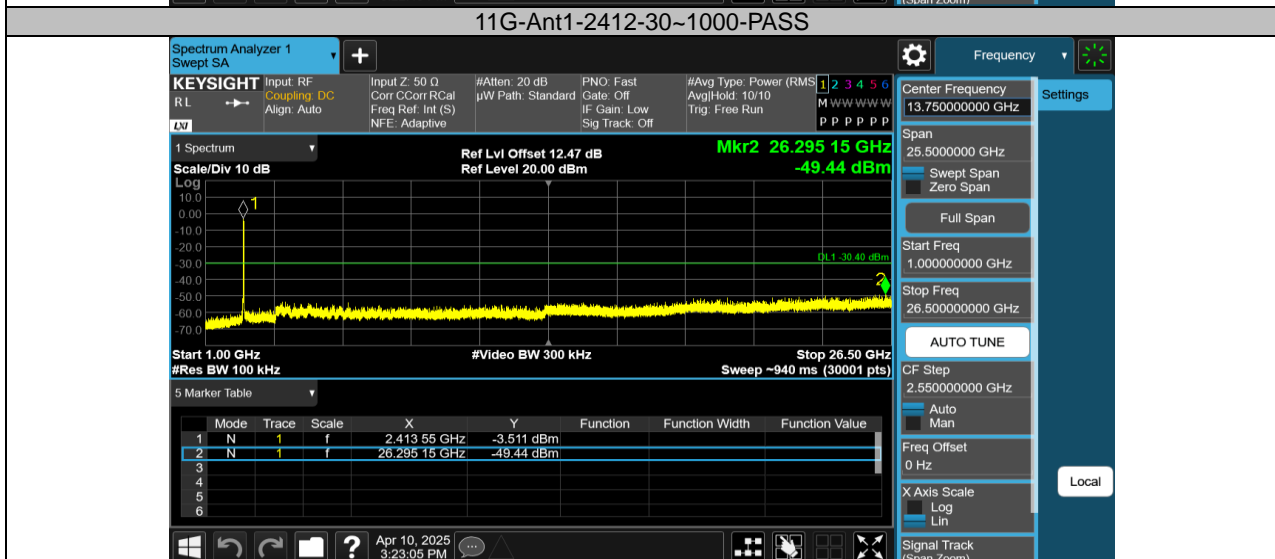 (Span Zoom)
11G-Ant1-2412-30~1000-PASS
Spectrum Analyzer 1
Swept SA
Frequency
KEYSIGHT Input: RF Input Z: 50 Ω #Atten: 20 dB PNO: Fast #Avg Type: Power (RMS 1 2 3 4 5 6
RL Coupling: DC Corr CCorr RCal µW Path: Standard Gate: Off Avg|Hold: 10/10 M W W W W W
Align: Auto Freq Ref: Int (S) IF Gain: Low Trig: Free Run
LXI NFE: Adaptive Sig Track: Off P P P P P P
Center Frequency
13.750000000 GHz
Settings
1 Spectrum
Ref Lvl Offset 12.47 dB
Mkr2 26.295 15 GHz
Scale/Div 10 dB
Ref Level 20.00 dBm
-49.44 dBm
Span
25.5000000 GHz
Swept Span
Zero Span
Full Span
Start Freq
1.000000000 GHz
Stop Freq
26.500000000 GHz
AUTO TUNE
CF Step
2.550000000 GHz
Auto
Man
Freq Offset
0 Hz
X Axis Scale
Log
Lin
Signal Track
(Span Zoom)
Local
Log
10.0
0.00
-10.0
-20.0
-30.0
-40.0
-50.0
-60.0
-70.0
1
DL1 -30.40 dBm
2
Start 1.00 GHz #Video BW 300 kHz Stop 26.50 GHz
#Res BW 100 kHz Sweep ~940 ms (30001 pts)
5 Marker Table
Mode Trace Scale X Y Function Function Width Function Value
1 N 1 f 2.413 55 GHz -3.511 dBm
2 N 1 f 26.295 15 GHz -49.44 dBm
3
4
5
6
Apr 10, 2025
3:23:05 PM